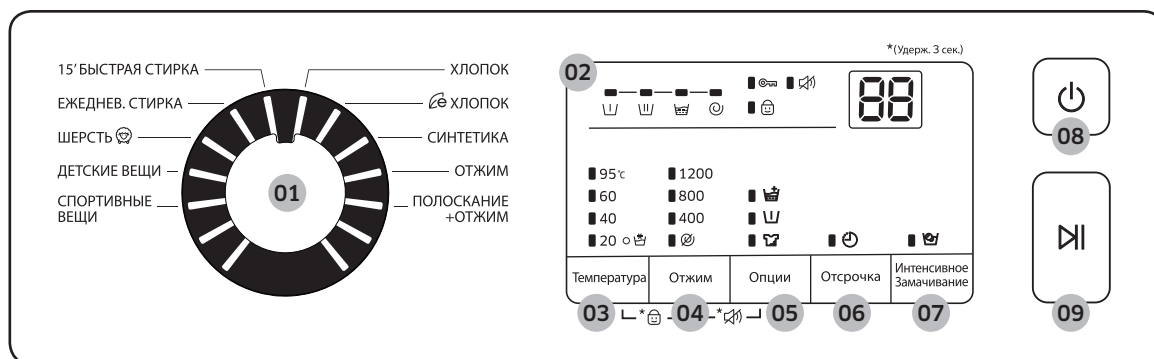 *(Удерж. 3 сек.)
02
15’ БЫСТРАЯ СТИРКА
ЕЖЕДНЕВ. СТИРКА
ШЕРСТЬ
ДЕТСКИЕ ВЕЩИ
СПОРТИВНЫЕ
ВЕЩИ
01
ХЛОПОК
e ХЛОПОК
СИНТЕТИКА
ОТЖИМ
ПОЛОСКАНИЕ
+ОТЖИМ
88
95℃ 1200
60 800
40 400
20
Температура Отжим Опции Отсрочка Интенсивное
Замачивание
03 * 04 * 05 06 07
08
09